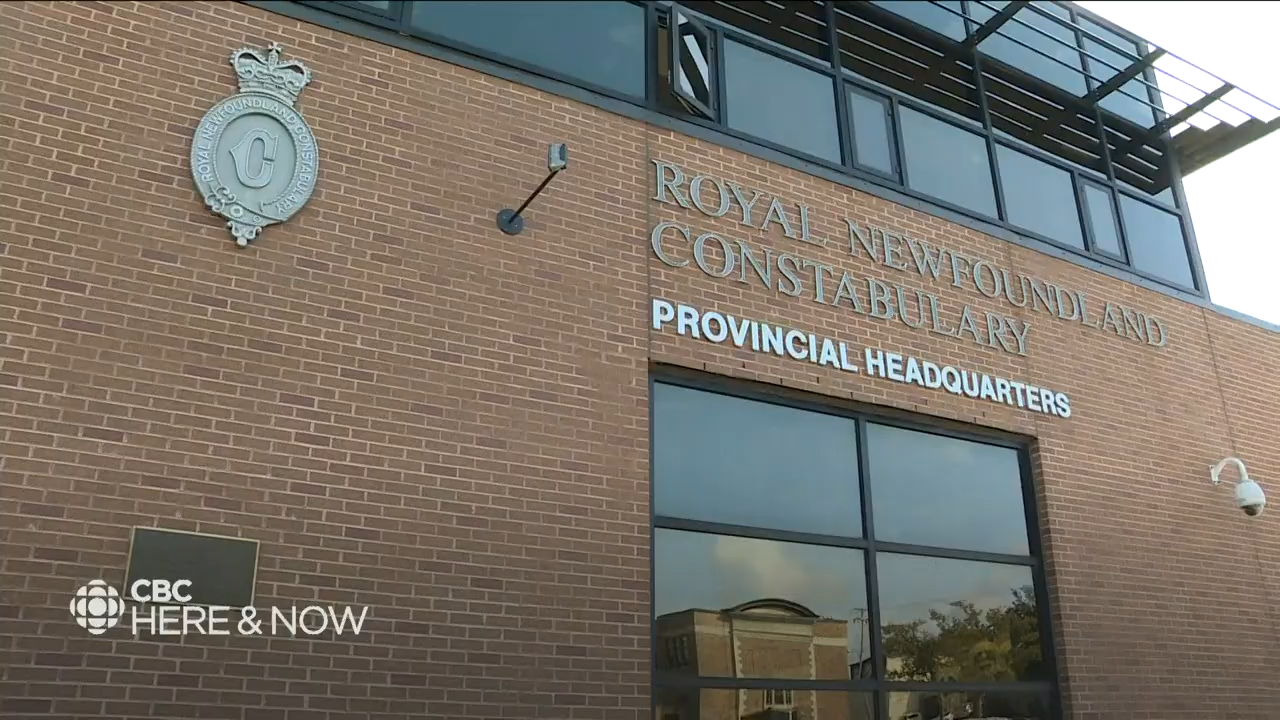 ROYAL NEWFOUNDLAND CONSTABULARY
C
ROYAL NEWFOUNDLAND
CONSTABULARY
PROVINCIAL HEADQUARTERS
CBC
HERE & NOW